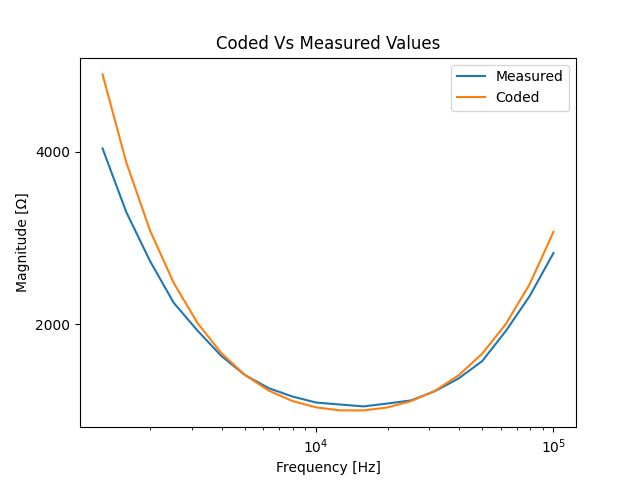 Coded Vs Measured Values
Measured
Coded
4000
2000
Magnitude [Ω]
10⁴
10⁵
Frequency [Hz]